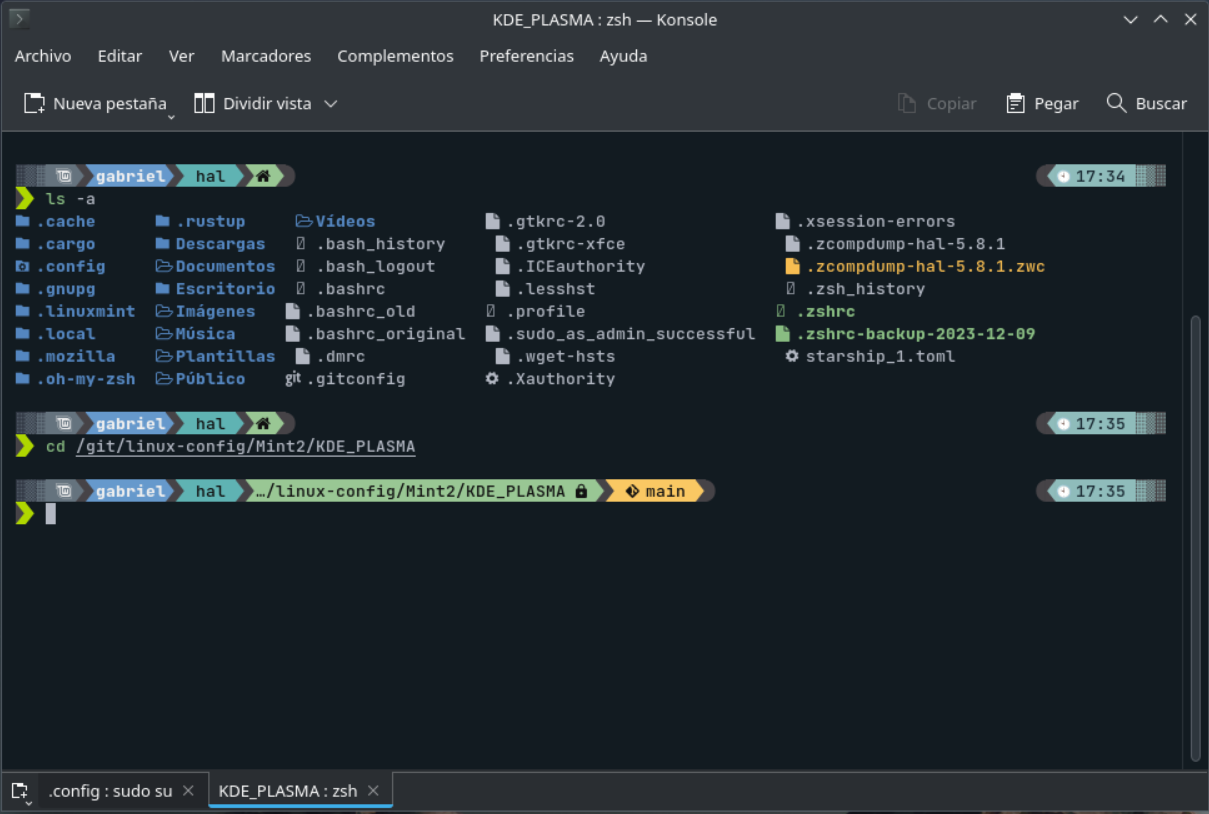 KDE_PLASMA : zsh — Konsole
Archivo Editar Ver Marcadores Complementos Preferencias Ayuda
Nueva pestaña Dividir vista Copiar Pegar Buscar
gabriel hal 17:34
ls -a
.cache .rustup Vídeos .gtkrc-2.0 .xsession-errors
.cargo Descargas .bash_history .gtkrc-xfce .zcompdump-hal-5.8.1
.config Documentos .bash_logout .ICEauthority .zcompdump-hal-5.8.1.zwc
.gnupg Escritorio .bashrc .lesshst .zsh_history
.linuxmint Imágenes .bashrc_old .profile .zshrc
.local Música .bashrc_original .sudo_as_admin_successful .zshrc-backup-2023-12-09
.mozilla Plantillas .dmrc .wget-hsts starship_1.toml
.oh-my-zsh Público git .gitconfig .Xauthority
gabriel hal 17:35
cd /git/linux-config/Mint2/KDE_PLASMA
gabriel hal …/linux-config/Mint2/KDE_PLASMA main 17:35
.config : sudo su KDE_PLASMA : zsh